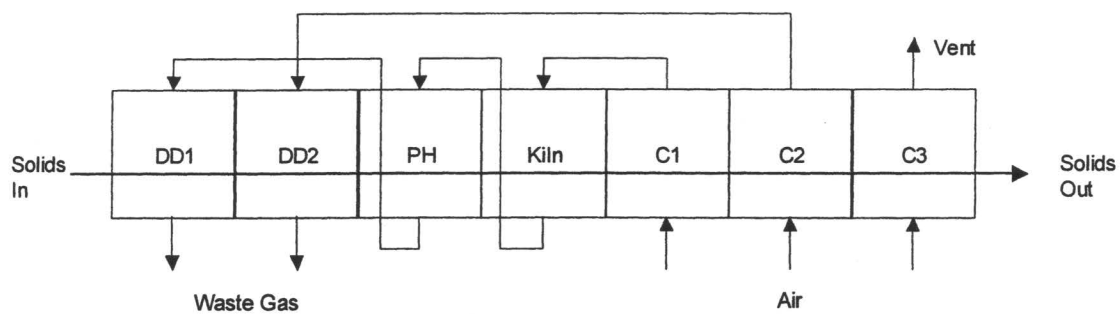 Vent
DD1
DD2
PH
Kiln
C1
C2
C3
Solids
In
Solids
Out
Waste Gas
Air